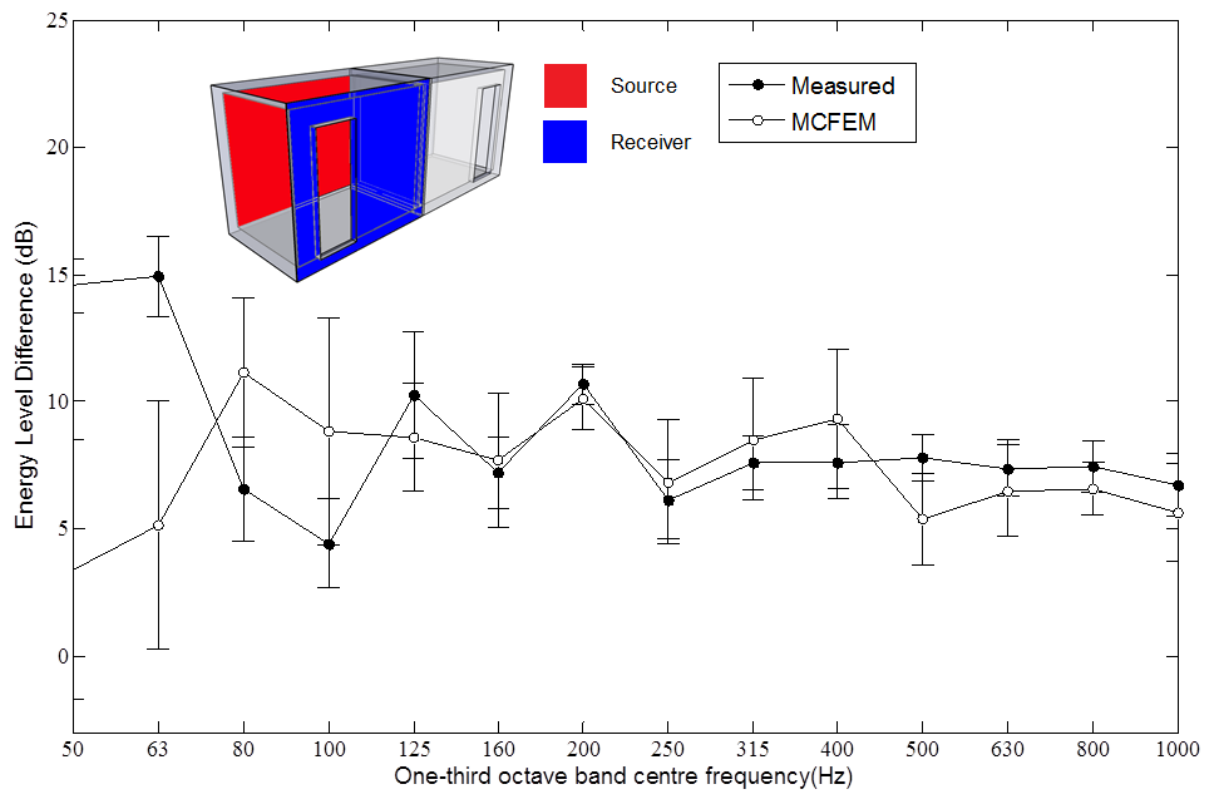 25
20
15
10
5
0
Energy Level Difference (dB)
Source
Receiver
Measured
MCFEM
50 63 80 100 125 160 200 250 315 400 500 630 800 1000
One-third octave band centre frequency(Hz)